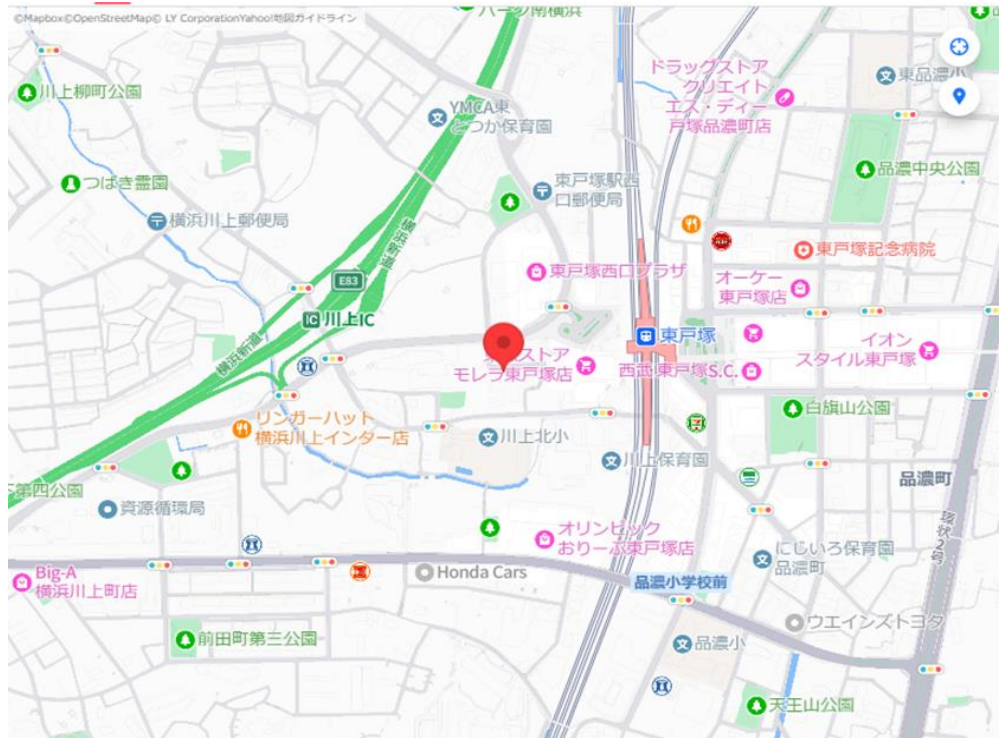 ©Mapbox©OpenStreetMap© LY CorporationYahoo!地図ガイドライン
パーク南横浜
ドラッグストア
クリエイト
エス・ディー
戸塚品濃町店
東品濃小
川上柳町公園
YMCA東
とつか保育園
品濃中央公園
つばき霊園
東戸塚駅西
口郵便局
横浜川上郵便局
東戸塚記念病院
東戸塚西口プラザ
オーケー
東戸塚店
E83
IC
川上IC
横浜新道
東戸塚
イオン
スタイル東戸塚
ストア
モレラ東戸塚店
西武東戸塚S.C.
白旗山公園
リンガーハット
横浜川上インター店
川上北小
川上保育園
品濃町
第四公園
資源循環局
環状2号
オリンピック
おりーぶ東戸塚店
にじいろ保育園
品濃町
Big-A
横浜川上町店
Honda Cars
品濃小学校前
ウエインズトヨタ
前田町第三公園
品濃小
天王山公園